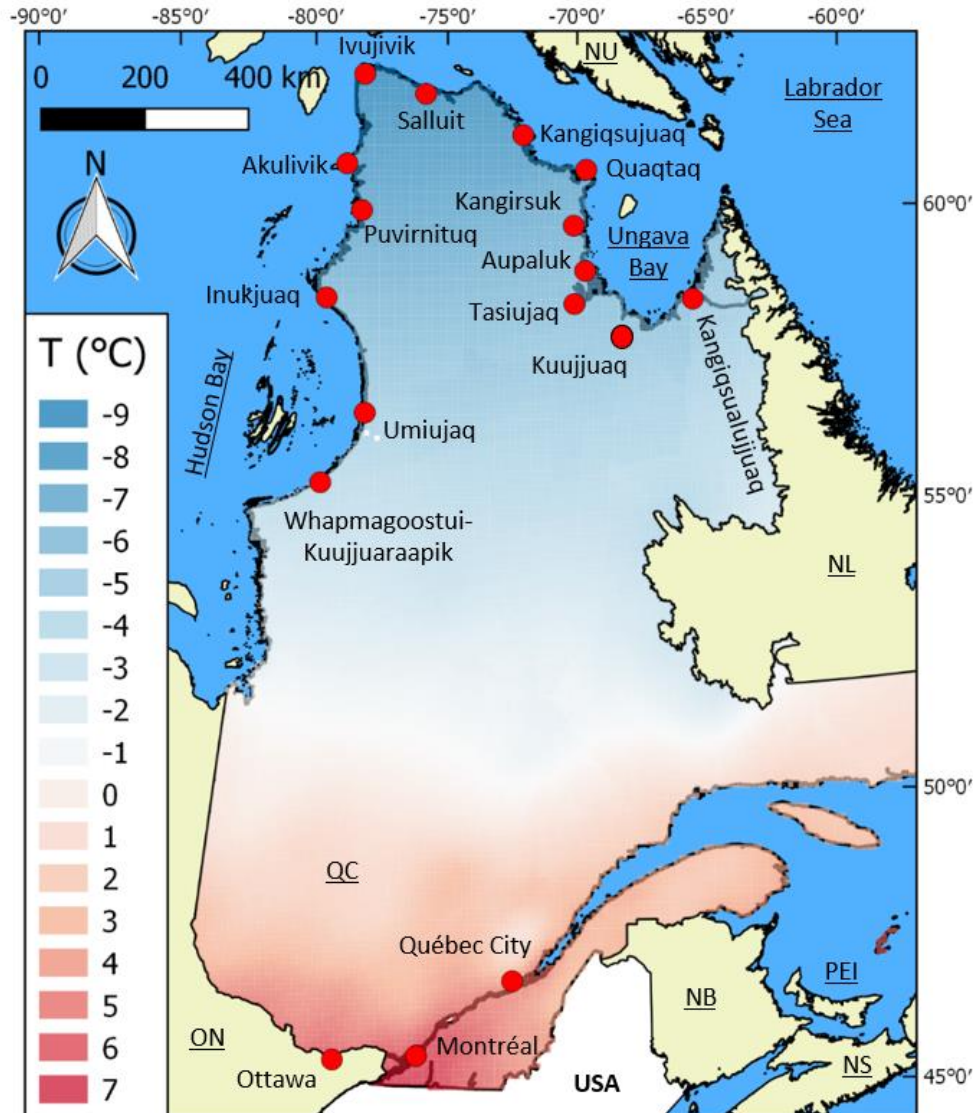 -90°0' -85°0' -80°0' -75°0' -70°0' -65°0' -60°0'
Ivujivik
NU
0 200 400 km
Labrador
Sea
Salluit
Kangiqsujuaq
N
Akulivik
Quaqtaq
Kangirsuk
60°0'
Puvirnituq
Ungava
Bay
Aupaluk
Inukjuaq
Tasiujaq
T (°C)
Kuujjuaq
Kangiqsualujjuaq
Hudson Bay
-9
Umiujaq
-8
-7
55°0'
Whapmagoostui-
Kuujjuaraapik
-6
-5
NL
-4
-3
-2
-1
0
50°0'
1
QC
2
3
Québec City
4
PEI
5
NB
6
ON
Montréal
NS
7
Ottawa
USA
45°0'